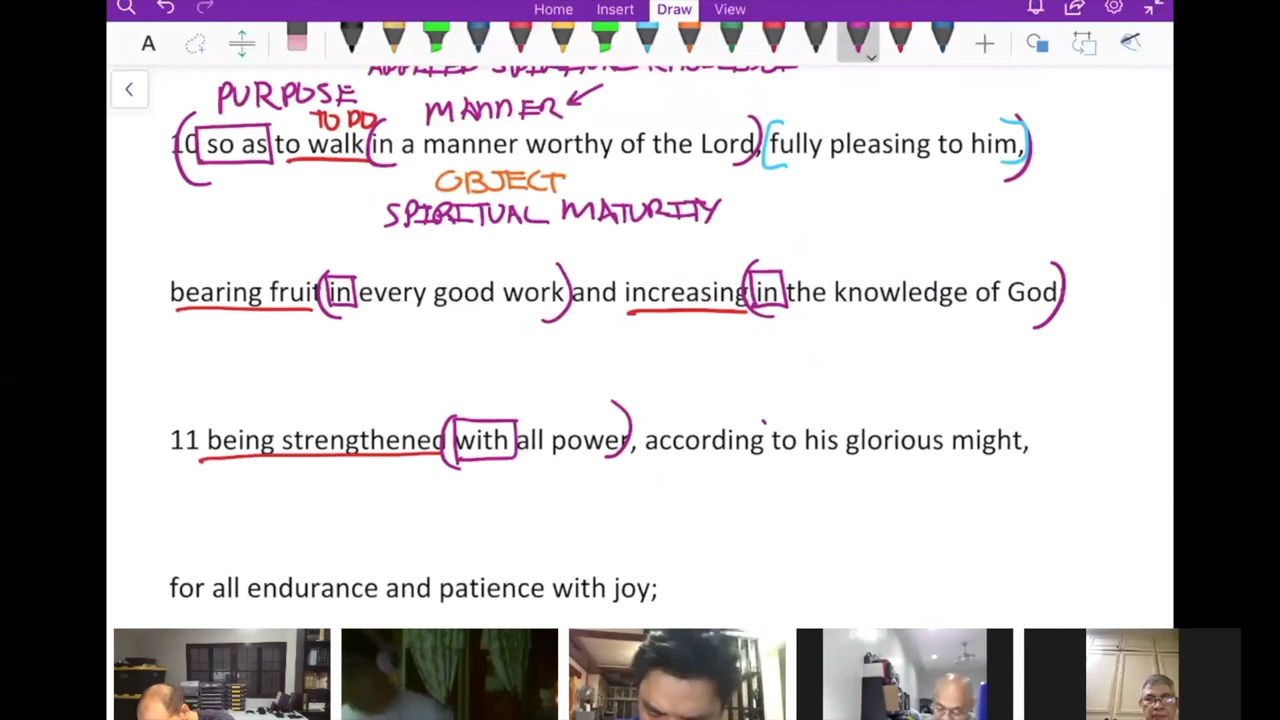 Home Insert Draw View
A
PURPOSE
MANNER
TO DO
10 so as to walk in a manner worthy of the Lord, fully pleasing to him,
OBJECT
SPIRITUAL MATURITY
bearing fruit in every good work and increasing in the knowledge of God
11 being strengthened with all power, according to his glorious might,
for all endurance and patience with joy;